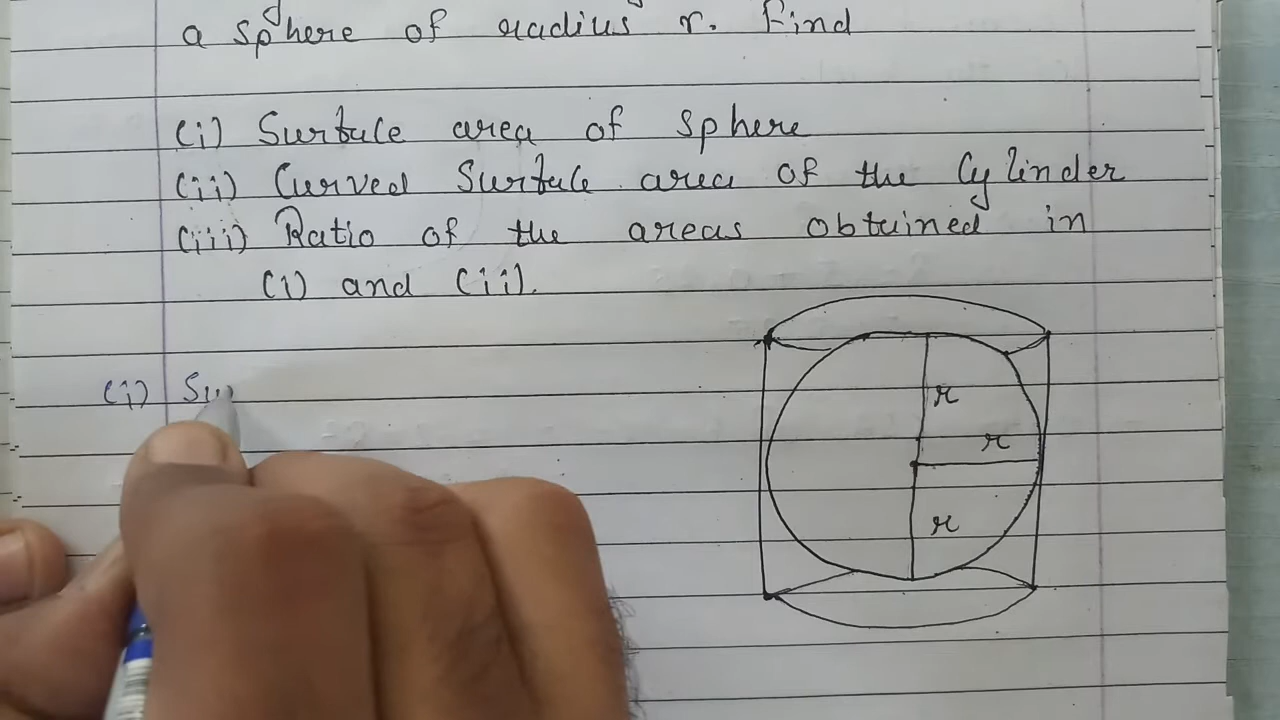 a sphere of radius r. Find
(i) Surface area of sphere
(ii) Curved Surface area of the Cylinder
(iii) Ratio of the areas obtained in
(i) and (ii).
(i) Su
r
r
r